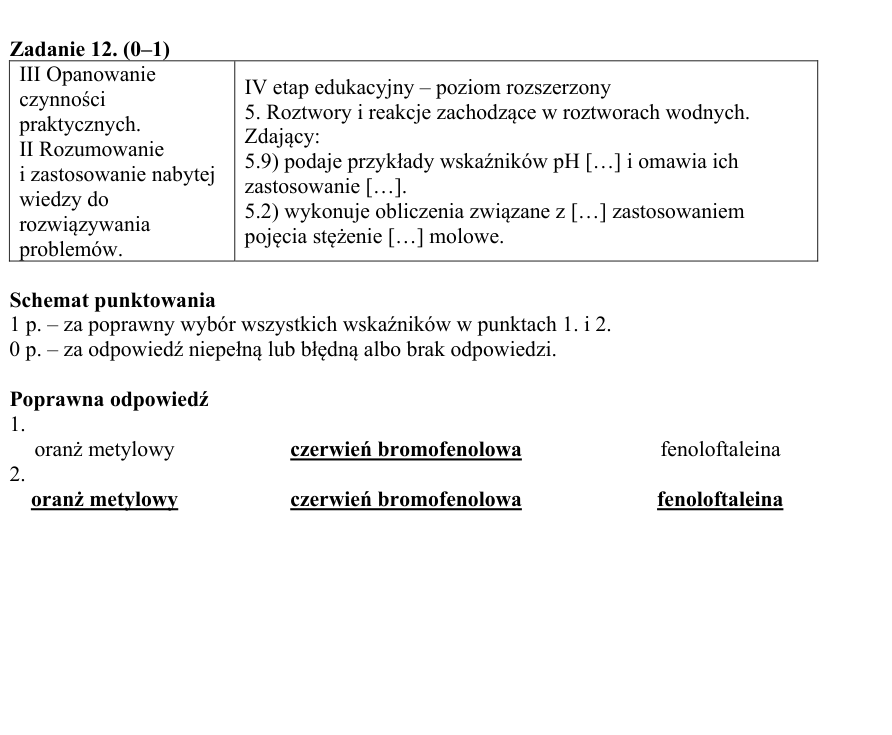 Zadanie 12. (0–1)
III Opanowanie
czynności
praktycznych.
II Rozumowanie
i zastosowanie nabytej
wiedzy do
rozwiązywania
problemów.
IV etap edukacyjny – poziom rozszerzony
5. Roztwory i reakcje zachodzące w roztworach wodnych.
Zdający:
5.9) podaje przykłady wskaźników pH […] i omawia ich
zastosowanie […].
5.2) wykonuje obliczenia związane z […] zastosowaniem
pojęcia stężenie […] molowe.
Schemat punktowania
1 p. – za poprawny wybór wszystkich wskaźników w punktach 1. i 2.
0 p. – za odpowiedź niepełną lub błędną albo brak odpowiedzi.
Poprawna odpowiedź
1.
oranż metylowy czerwień bromofenolowa fenoloftaleina
2.
oranż metylowy czerwień bromofenolowa fenoloftaleina